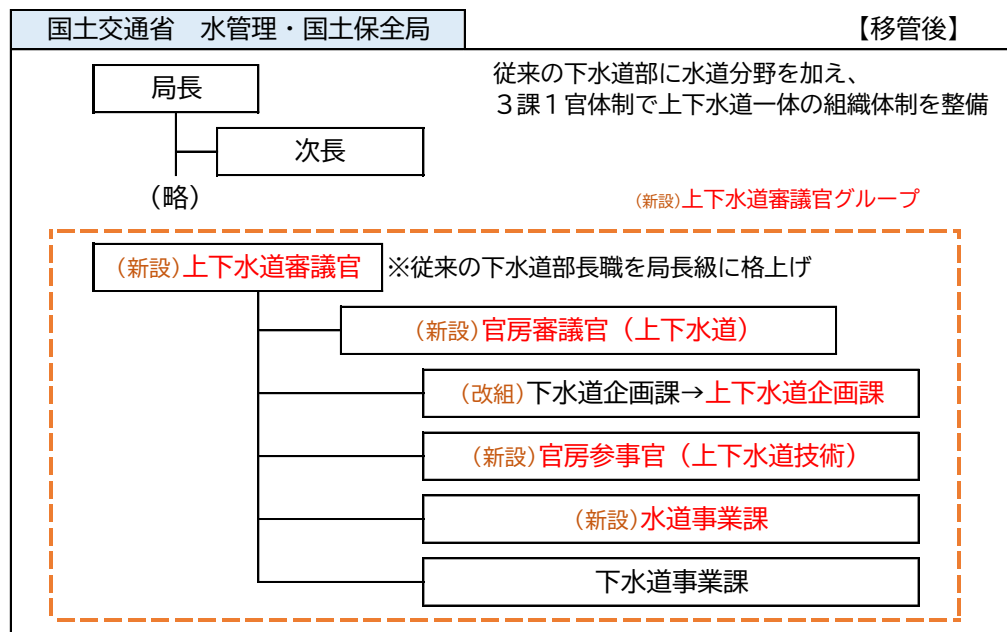 国土交通省　水管理・国土保全局
【移管後】
局長
従来の下水道部に水道分野を加え、
３課１官体制で上下水道一体の組織体制を整備
次長
（略）
（新設）上下水道審議官グループ
（新設）上下水道審議官
※従来の下水道部長職を局長級に格上げ
（新設）官房審議官（上下水道）
（改組）下水道企画課→上下水道企画課
（新設）官房参事官（上下水道技術）
（新設）水道事業課
下水道事業課